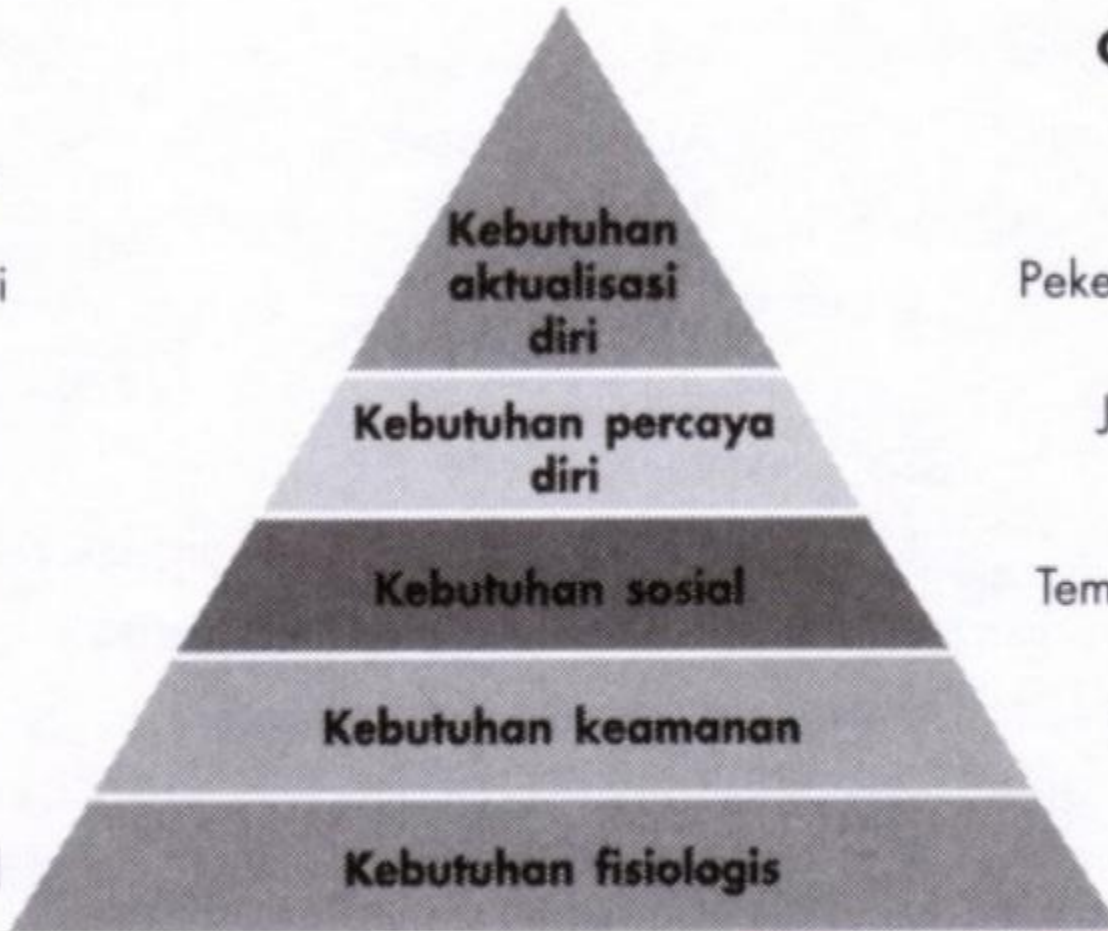 Kebutuhan
aktualisasi
diri
Kebutuhan percaya
diri
Kebutuhan sosial
Kebutuhan keamanan
Kebutuhan fisiologis